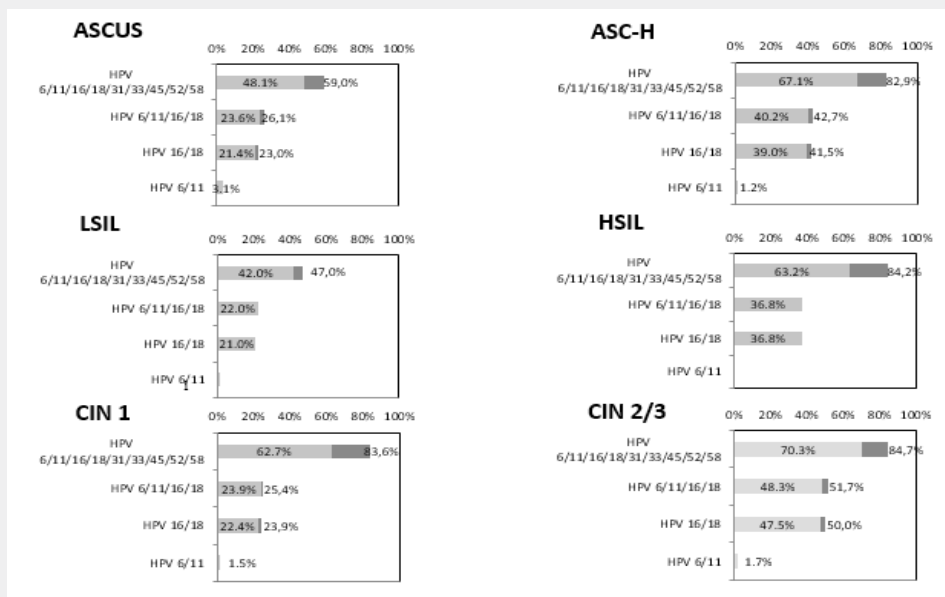 ASCUS
0% 20% 40% 60% 80% 100%
HPV
6/11/16/18/31/33/45/52/58
48.1% 59,0%
HPV 6/11/16/18
23.6% 26,1%
HPV 16/18
21.4% 23,0%
HPV 6/11
3,1%
ASC-H
0% 20% 40% 60% 80% 100%
HPV
6/11/16/18/31/33/45/52/58
67.1% 82,9%
HPV 6/11/16/18
40.2% 42,7%
HPV 16/18
39.0% 41,5%
HPV 6/11
1.2%
LSIL
0% 20% 40% 60% 80% 100%
HPV
6/11/16/18/31/33/45/52/58
42.0% 47,0%
HPV 6/11/16/18
22.0%
HPV 16/18
21.0%
HPV 6/11
HSIL
0% 20% 40% 60% 80% 100%
HPV
6/11/16/18/31/33/45/52/58
63.2% 84,2%
HPV 6/11/16/18
36.8%
HPV 16/18
36.8%
HPV 6/11
CIN 1
0% 20% 40% 60% 80% 100%
HPV
6/11/16/18/31/33/45/52/58
62.7% 83,6%
HPV 6/11/16/18
23.9% 25,4%
HPV 16/18
22.4% 23,9%
HPV 6/11
1.5%
CIN 2/3
0% 20% 40% 60% 80% 100%
HPV
6/11/16/18/31/33/45/52/58
70.3% 84,7%
HPV 6/11/16/18
48.3% 51,7%
HPV 16/18
47.5% 50,0%
HPV 6/11
1.7%